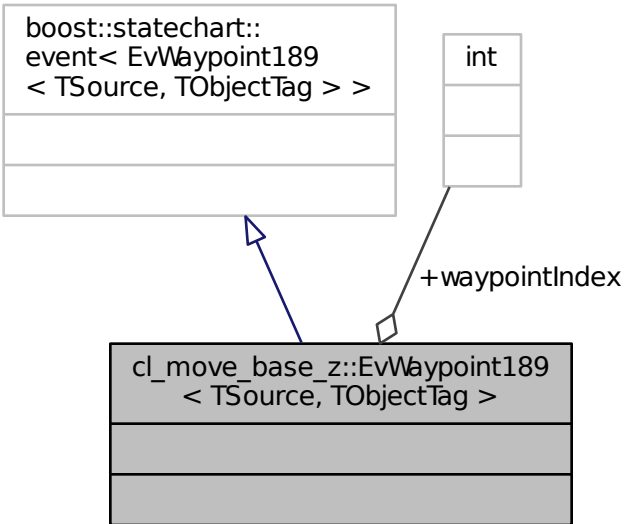 boost::statechart::
event< EvWaypoint189
< TSource, TObjectTag > >
int
+waypointIndex
cl_move_base_z::EvWaypoint189
< TSource, TObjectTag >